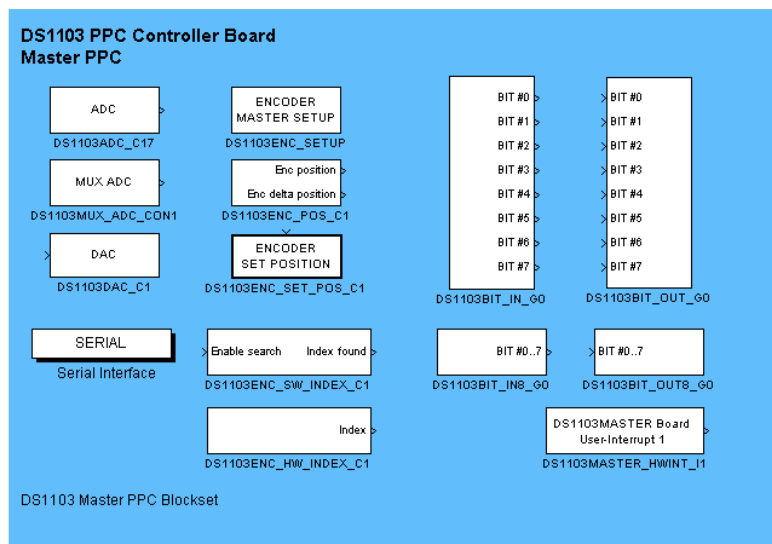 DS1103 PPC Controller Board
Master PPC
ADC
DS1103ADC_C17
MUX ADC
DS1103MUX_ADC_CON1
DAC
DS1103DAC_C1
SERIAL
Serial Interface
ENCODER
MASTER SETUP
DS1103ENC_SETUP
Enc position
Enc delta position
DS1103ENC_POS_C1
ENCODER
SET POSITION
DS1103ENC_SET_POS_C1
Enable search Index found
DS1103ENC_SW_INDEX_C1
Index
DS1103ENC_HW_INDEX_C1
BIT #0
BIT #1
BIT #2
BIT #3
BIT #4
BIT #5
BIT #6
BIT #7
DS1103BIT_IN_G0
BIT #0
BIT #1
BIT #2
BIT #3
BIT #4
BIT #5
BIT #6
BIT #7
DS1103BIT_OUT_G0
BIT #0..7
DS1103BIT_IN8_G0
BIT #0..7
DS1103BIT_OUT8_G0
DS1103MASTER Board
User-Interrupt 1
DS1103MASTER_HWINT_I1
DS1103 Master PPC Blockset